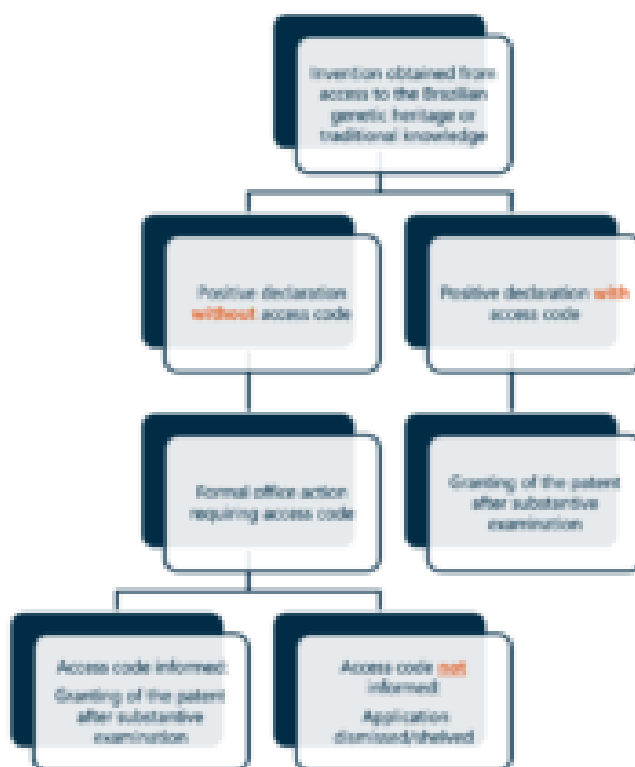 Invention obtained from
access to the Brazilian
genetic heritage or
traditional knowledge
Positive declaration
without access code
Positive declaration with
access code
Formal office action
requiring access code
Granting of the patent
after substantive
examination
Access code informed
Granting of the patent
after substantive
examination
Access code not
informed
Application
dismissed/shelved